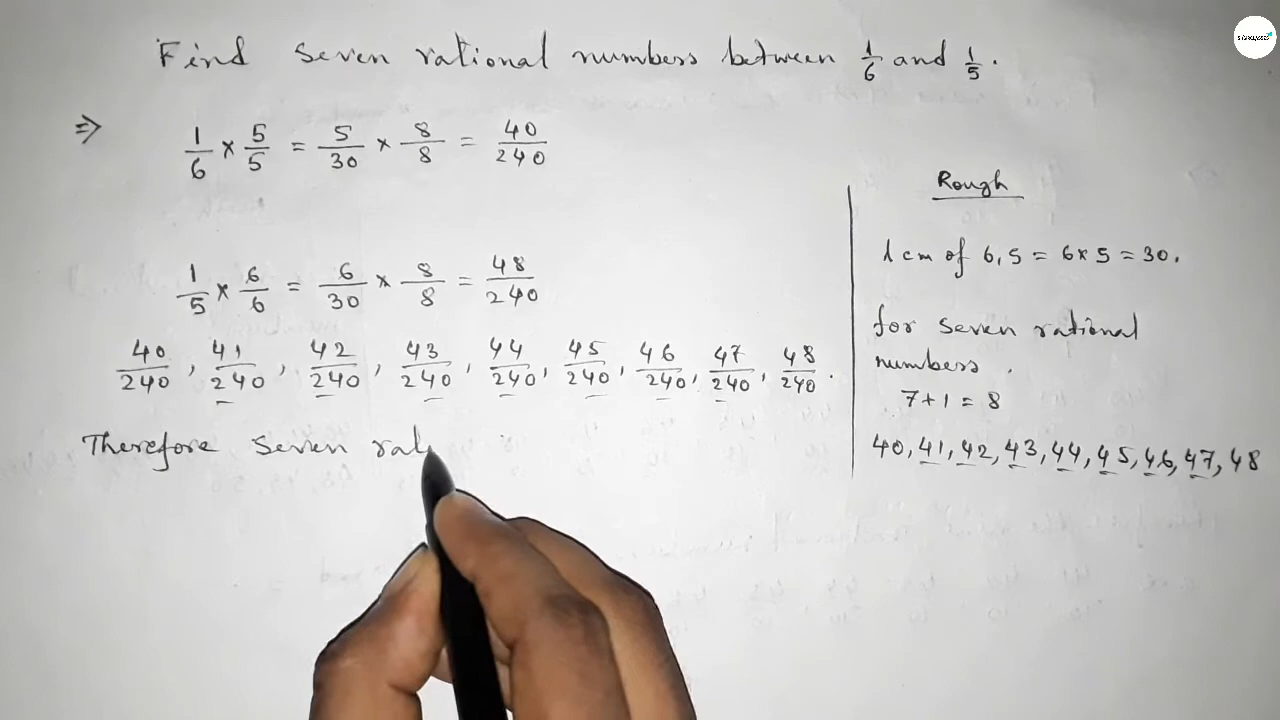 Find seven rational numbers between 1/6 and 1/5.
⇒ 1/6 × 5/5 = 5/30 × 8/8 = 40/240
1/5 × 6/6 = 6/30 × 8/8 = 48/240
40/240, 41/240, 42/240, 43/240, 44/240, 45/240, 46/240, 47/240, 48/240.
Therefore seven rat
Rough
lcm of 6,5 = 6×5 = 30.
for seven rational
numbers.
7+1 = 8
40, 41, 42, 43, 44, 45, 46, 47, 48